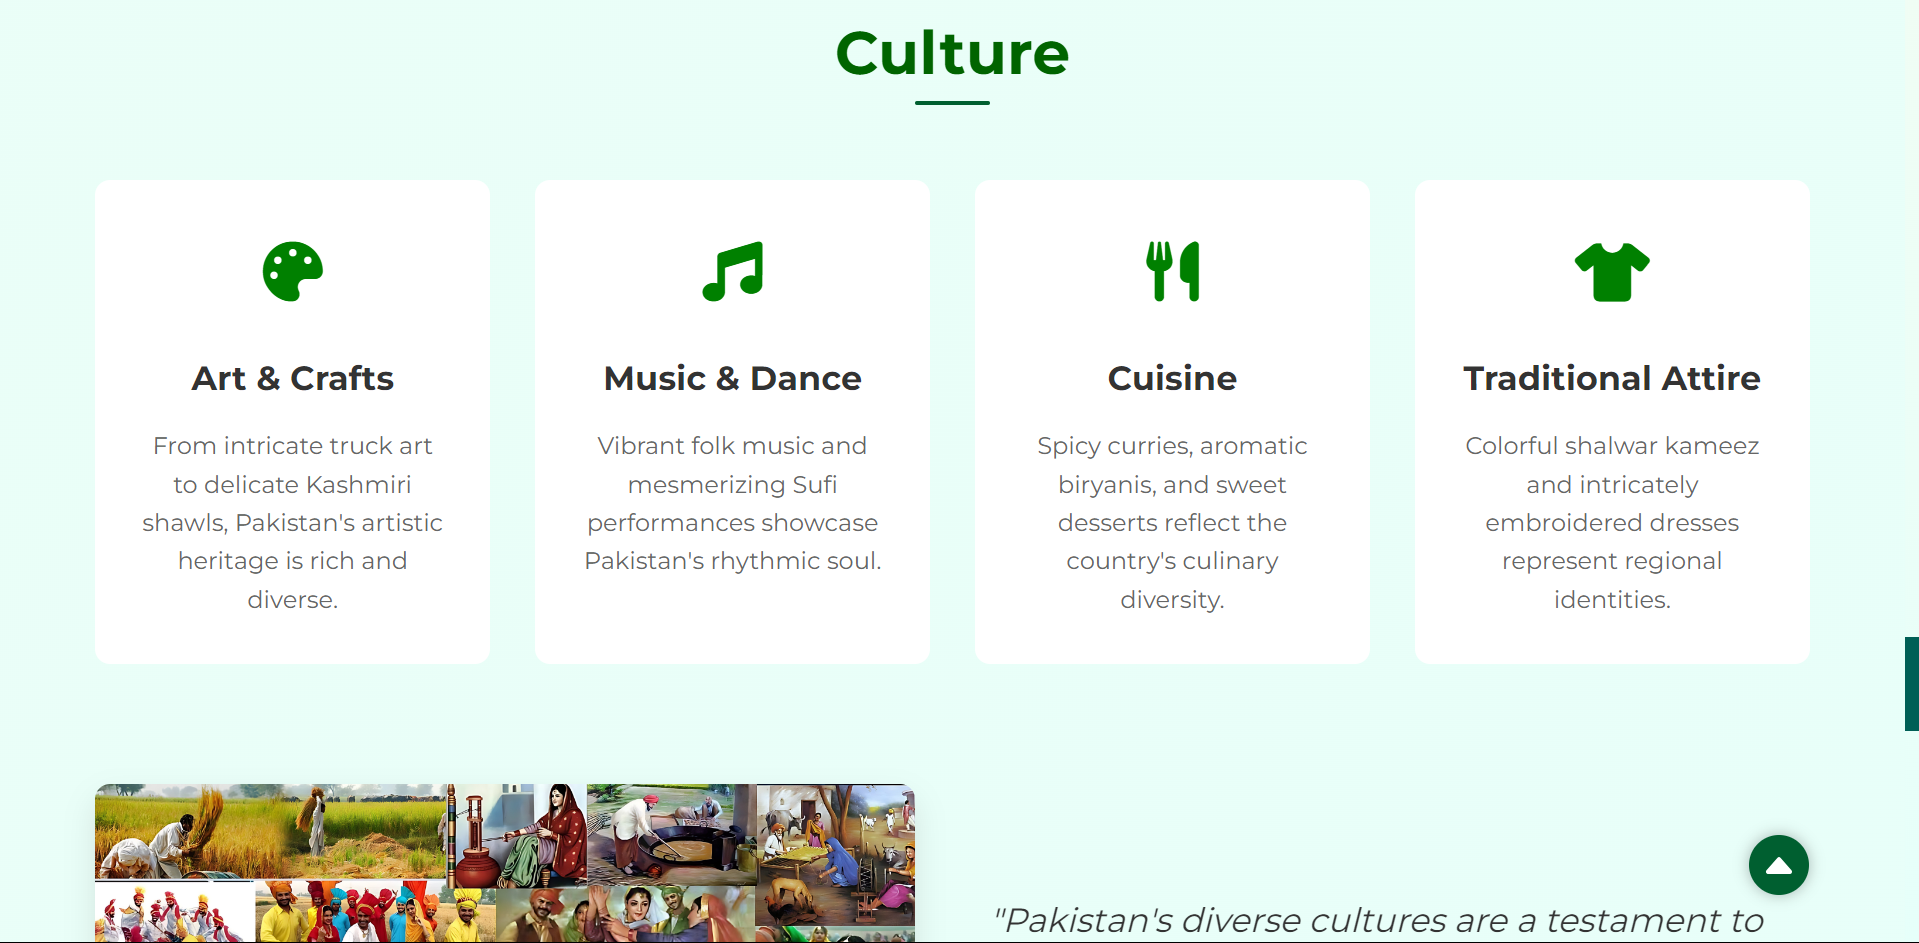 Culture
Art & Crafts
From intricate truck art
to delicate Kashmiri
shawls, Pakistan's artistic
heritage is rich and
diverse.
Music & Dance
Vibrant folk music and
mesmerizing Sufi
performances showcase
Pakistan's rhythmic soul.
Cuisine
Spicy curries, aromatic
biryanis, and sweet
desserts reflect the
country's culinary
diversity.
Traditional Attire
Colorful shalwar kameez
and intricately
embroidered dresses
represent regional
identities.
"Pakistan's diverse cultures are a testament to